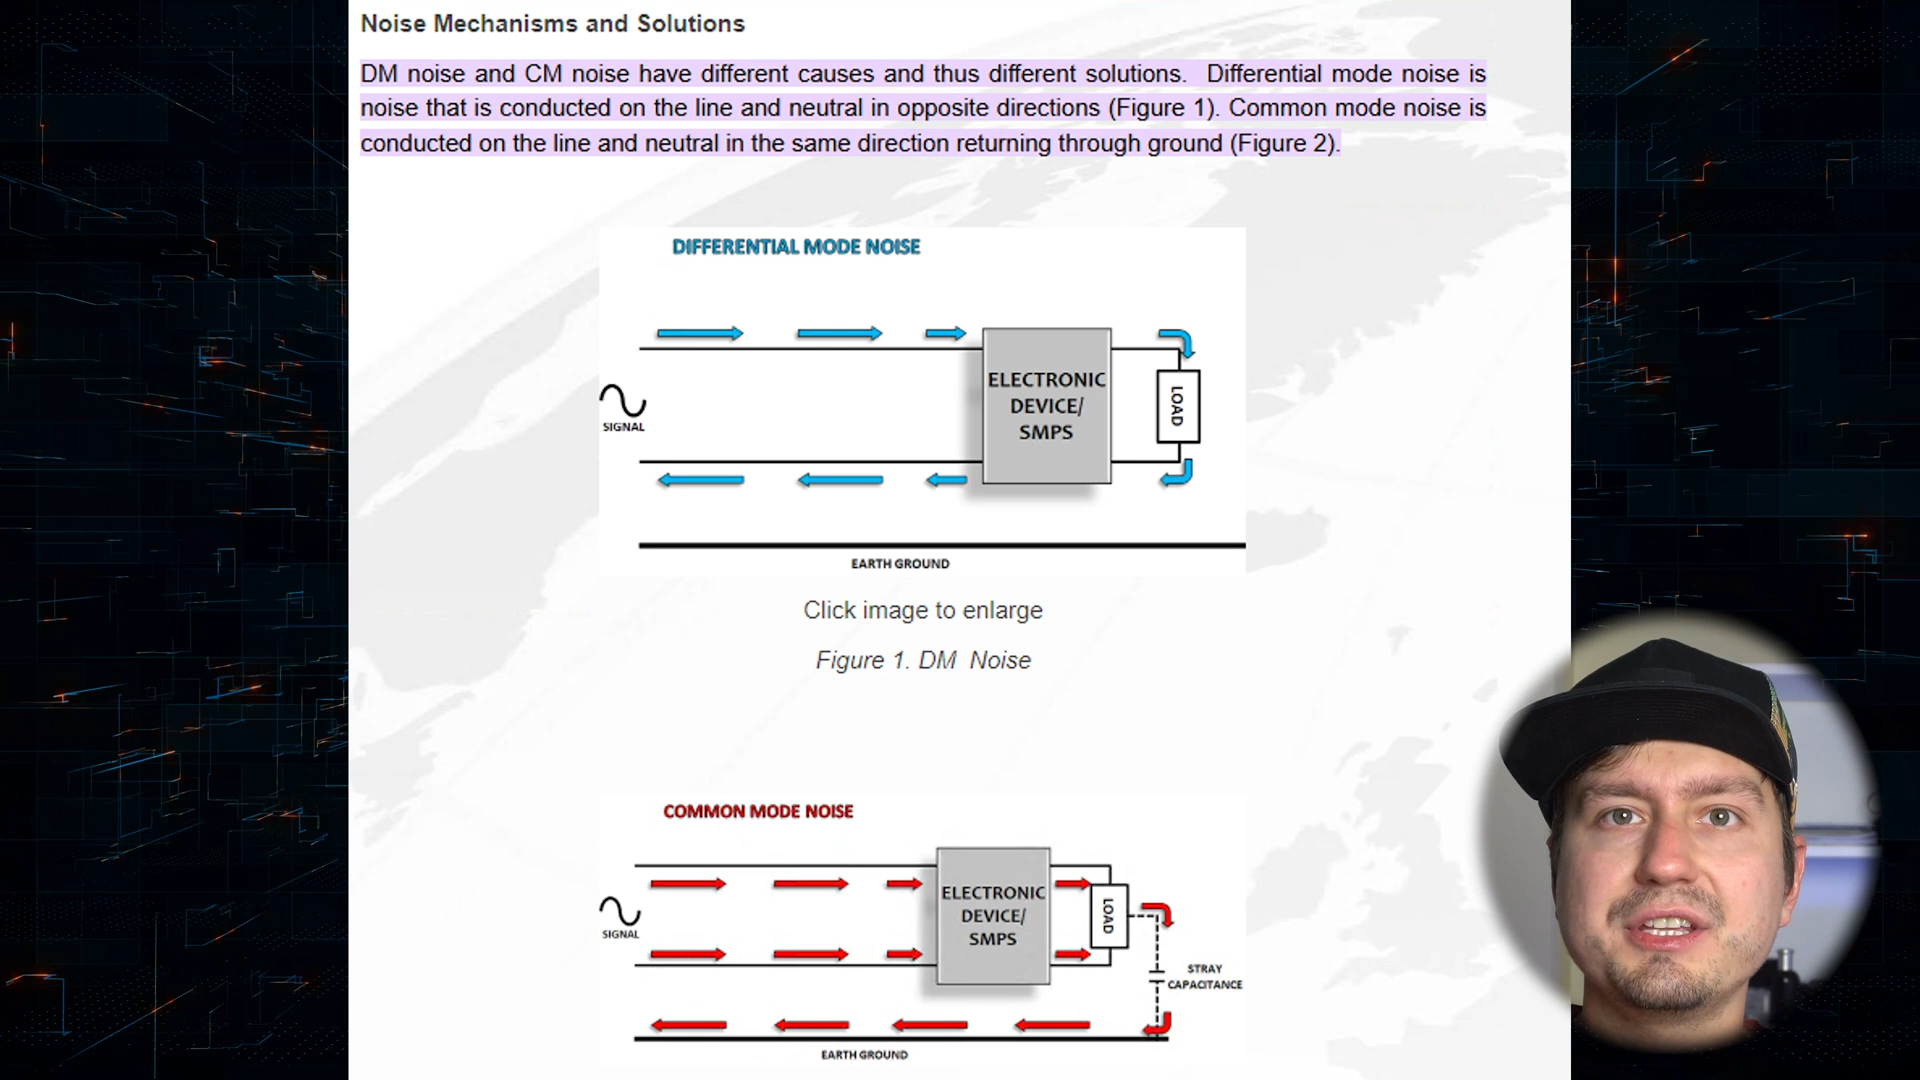 Noise Mechanisms and Solutions
DM noise and CM noise have different causes and thus different solutions. Differential mode noise is
noise that is conducted on the line and neutral in opposite directions (Figure 1). Common mode noise is
conducted on the line and neutral in the same direction returning through ground (Figure 2).
DIFFERENTIAL MODE NOISE
ELECTRONIC
DEVICE/
SMPS
LOAD
SIGNAL
EARTH GROUND
Click image to enlarge
Figure 1. DM Noise
COMMON MODE NOISE
ELECTRONIC
DEVICE/
SMPS
LOAD
SIGNAL
STRAY
CAPACITANCE
EARTH GROUND